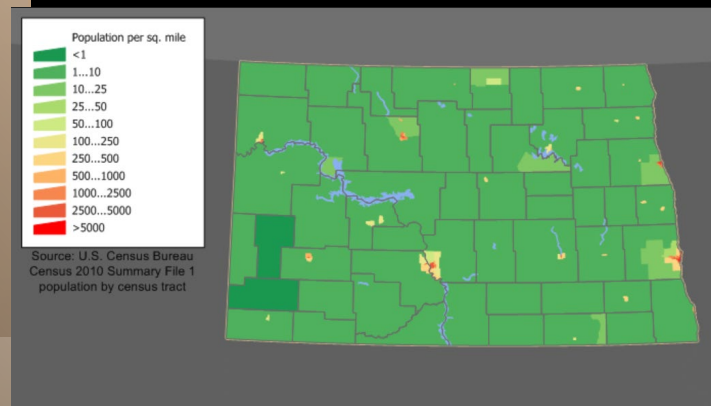 Population per sq. mile
<1
1...10
10...25
25...50
50...100
100...250
250...500
500...1000
1000...2500
2500...5000
>5000
Source: U.S. Census Bureau
Census 2010 Summary File 1
population by census tract